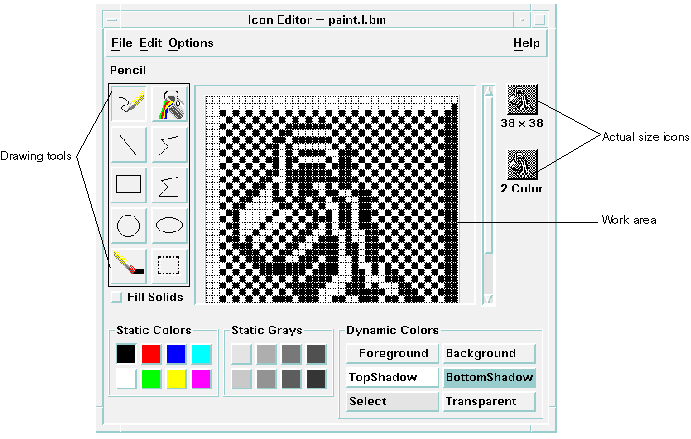 Icon Editor – paint.l.bm
File Edit Options Help
Pencil
Drawing tools
38 × 38
Actual size icons
2 Color
Work area
Fill Solids
Static Colors
Static Grays
Dynamic Colors
Foreground
Background
TopShadow
BottomShadow
Select
Transparent